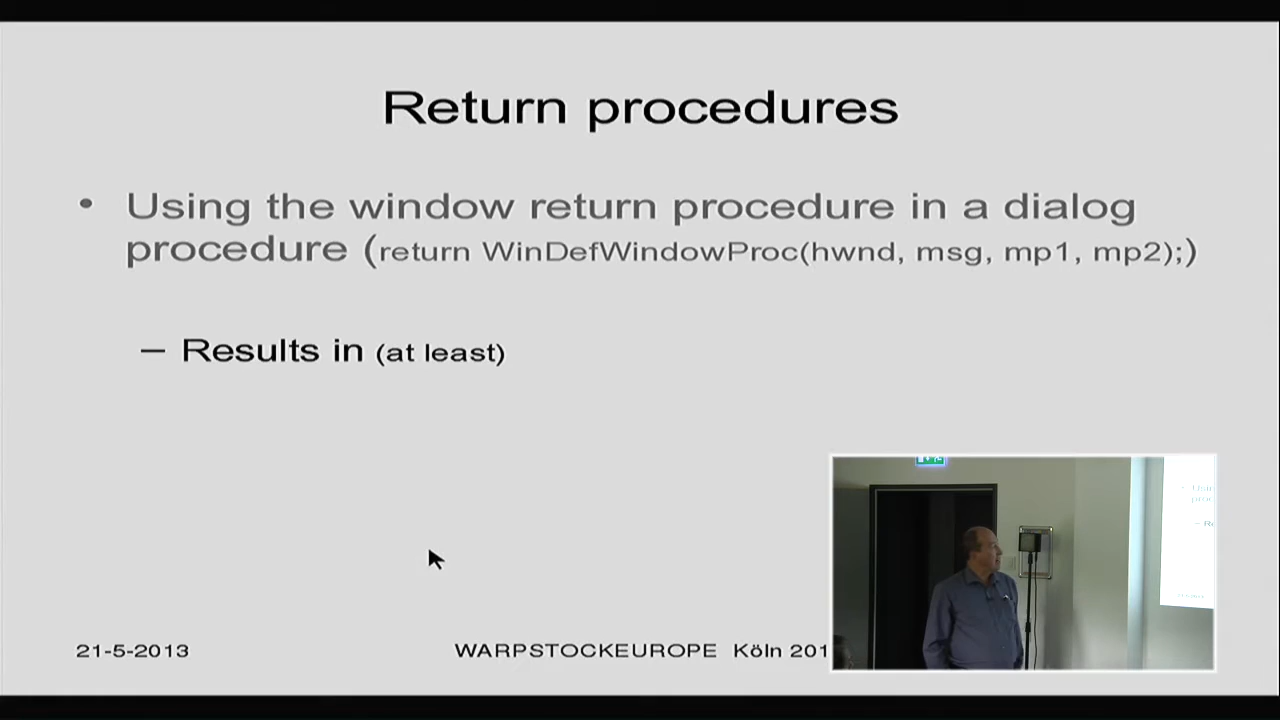 Return procedures
• Using the window return procedure in a dialog
procedure (return WinDefWindowProc(hwnd, msg, mp1, mp2);)
– Results in (at least)
21-5-2013
WARPSTOCKEUROPE Köln 201